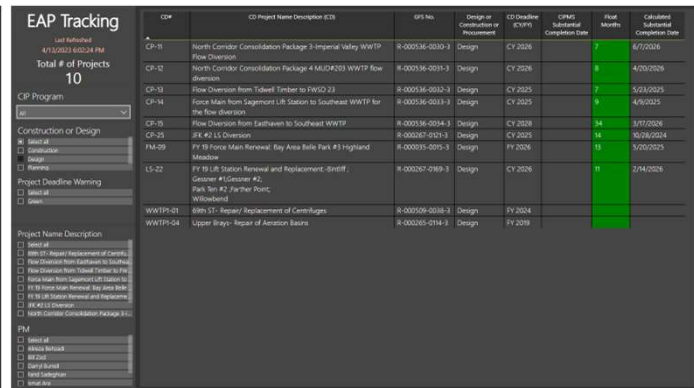 EAP Tracking
Last Refreshed
4/13/2023 6:02:24 PM
Total # of Projects
10
CIP Program
All
Construction or Design
Select all
Construction
Design
Planning
Project Deadline Warning
Select all
Green
Project Name Description
Select all
69th ST- Repair/ Replacement of Centrifu...
Flow Diversion from Easthaven to Southea...
Flow Diversion from Tidwell Timber to FW...
Force Main from Sagemont Lift Station to ...
FY 19 Force Main Renewal: Bay Area Belle ...
FY 19 Lift Station Renewal and Replaceme...
JFK #2 LS Diversion
North Corridor Consolidation Package 3-I...
PM
Select all
Alireza Behzadi
Bill Zod
Darryl Bursell
Farid Sadeghian
Ismat Ara
CD# CD Project Name Description (CD) GFS No. Design or Construction or Procurement CD Deadline (CY/FY) CIPMS Substantial Completion Date Float Months Calculated Substantial Completion Date
CP-11 North Corridor Consolidation Package 3-Imperial Valley WWTP R-000536-0030-3 Design CY 2026 7 6/7/2026
Flow Diversion
CP-12 North Corridor Consolidation Package 4 MUD#203 WWTP flow R-000536-0031-3 Design CY 2026 8 4/20/2026
diversion
CP-13 Flow Diversion from Tidwell Timber to FWSD 23 R-000536-0032-3 Design CY 2025 7 5/23/2025
CP-14 Force Main from Sagemont Lift Station to Southeast WWTP for R-000536-0033-3 Design CY 2025 9 4/9/2025
the flow diversion
CP-15 Flow Diversion from Easthaven to Southeast WWTP R-000536-0034-3 Design CY 2028 34 3/17/2026
CP-25 JFK #2 LS Diversion R-000267-0121-3 Design CY 2025 14 10/28/2024
FM-09 FY 19 Force Main Renewal: Bay Area Belle Park #3 Highland R-000035-0015-3 Design FY 2026 13 5/20/2025
Meadow
LS-22 FY 19 Lift Station Renewal and Replacement:-Bintliff ; R-000267-0169-3 Design CY 2026 11 2/14/2026
Gessner #1;Gessner #2;
Park Ten #2 ;Farther Point;
Willowbend
WWTP1-01 69th ST- Repair/ Replacement of Centrifuges R-000509-0038-3 Design FY 2024
WWTP1-04 Upper Brays- Repair of Aeration Basins R-000265-0114-3 Design FY 2019